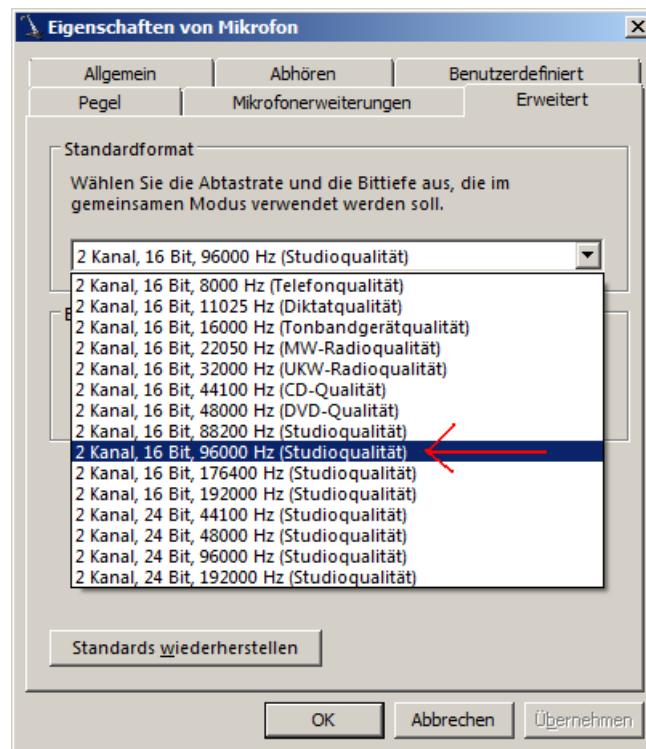 Eigenschaften von Mikrofon
Allgemein
Abhören
Benutzerdefiniert
Pegel
Mikrofonerweiterungen
Erweitert
Standardformat
Wählen Sie die Abtastrate und die Bittiefe aus, die im
gemeinsamen Modus verwendet werden soll.
2 Kanal, 16 Bit, 96000 Hz (Studioqualität)
2 Kanal, 16 Bit, 8000 Hz (Telefonqualität)
2 Kanal, 16 Bit, 11025 Hz (Diktatqualität)
2 Kanal, 16 Bit, 16000 Hz (Tonbandgerätqualität)
2 Kanal, 16 Bit, 22050 Hz (MW-Radioqualität)
2 Kanal, 16 Bit, 32000 Hz (UKW-Radioqualität)
2 Kanal, 16 Bit, 44100 Hz (CD-Qualität)
2 Kanal, 16 Bit, 48000 Hz (DVD-Qualität)
2 Kanal, 16 Bit, 88200 Hz (Studioqualität)
2 Kanal, 16 Bit, 96000 Hz (Studioqualität)
2 Kanal, 16 Bit, 176400 Hz (Studioqualität)
2 Kanal, 16 Bit, 192000 Hz (Studioqualität)
2 Kanal, 24 Bit, 44100 Hz (Studioqualität)
2 Kanal, 24 Bit, 48000 Hz (Studioqualität)
2 Kanal, 24 Bit, 96000 Hz (Studioqualität)
2 Kanal, 24 Bit, 192000 Hz (Studioqualität)
Standards wiederherstellen
OK
Abbrechen
Übernehmen